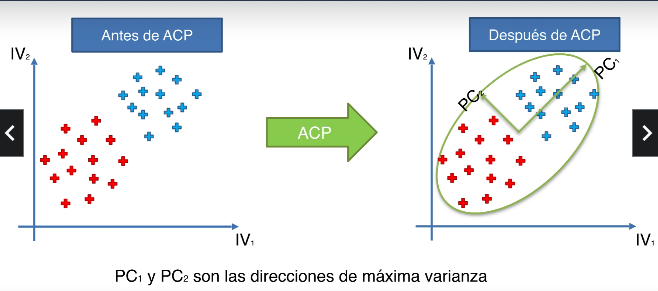 Antes de ACP
Después de ACP
IV₂
IV₂
PC₁
PC₂
ACP
IV₁
IV₁
PC₁ y PC₂ son las direcciones de máxima varianza